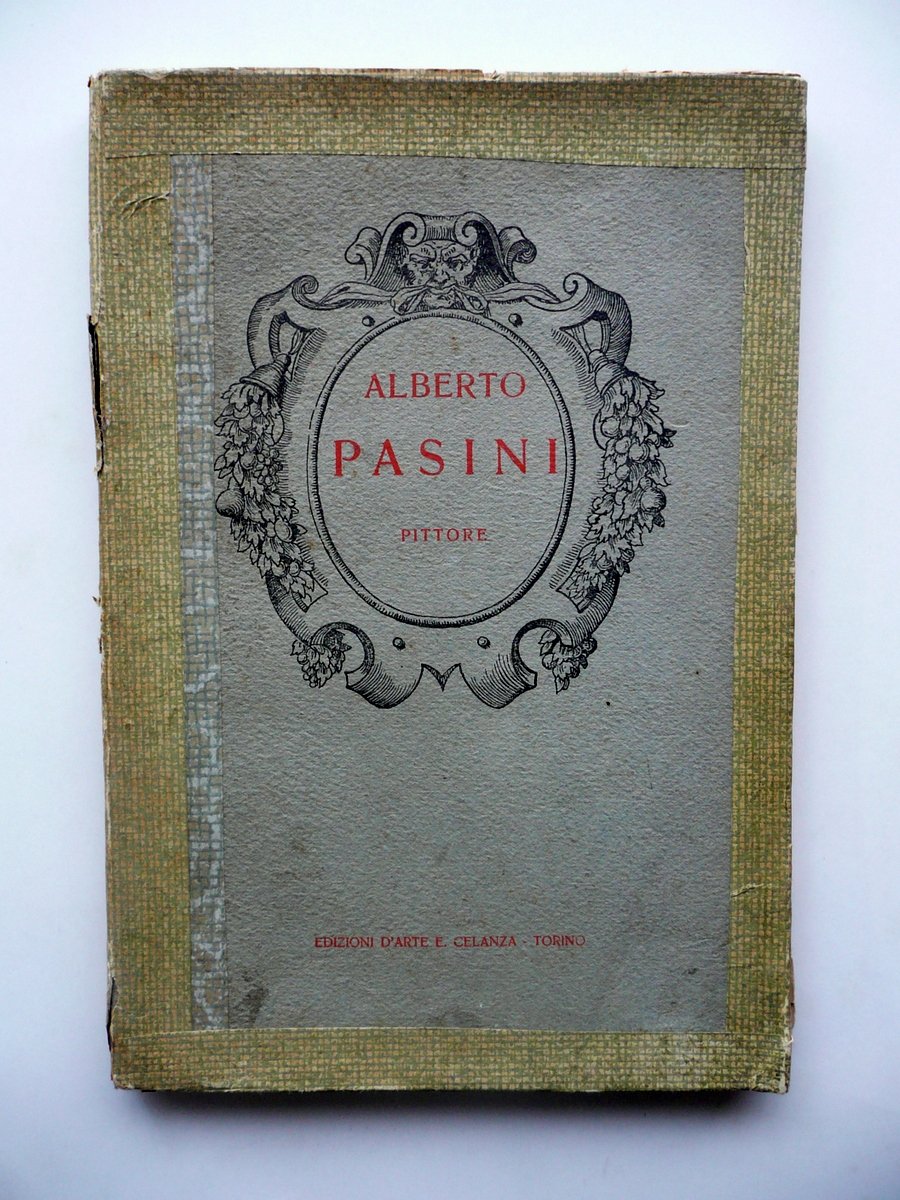 ALBERTO
PASINI
PITTORE
EDIZIONI D'ARTE E. CELANZA - TORINO